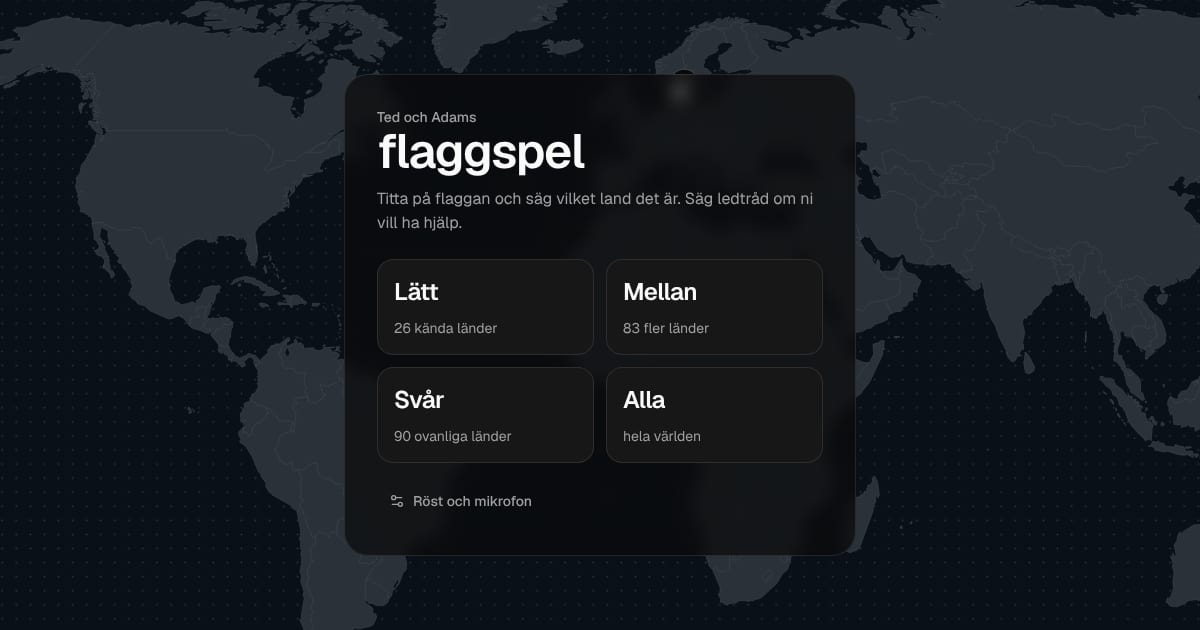 Ted och Adams
flaggspel
Titta på flaggan och säg vilket land det är. Säg ledtråd om ni
vill ha hjälp.
Lätt
26 kända länder
Mellan
83 fler länder
Svår
90 ovanliga länder
Alla
hela världen
Röst och mikrofon